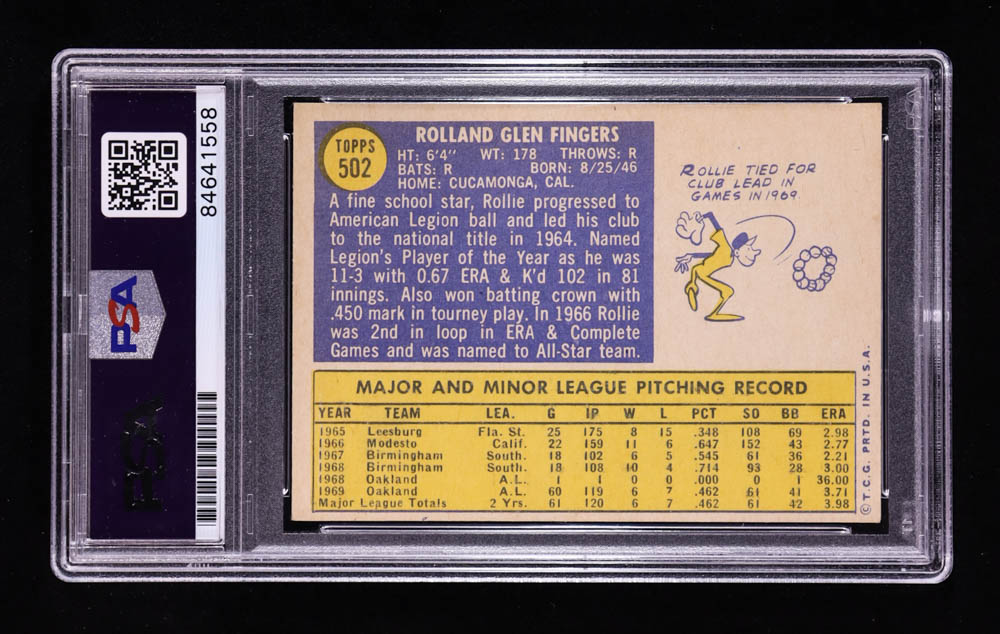 84641558
PSA
PSA
TOPPS
502
ROLLAND GLEN FINGERS
HT: 6'4" WT: 178 THROWS: R
BATS: R BORN: 8/25/46
HOME: CUCAMONGA, CAL.
A fine school star, Rollie progressed to
American Legion ball and led his club
to the national title in 1964. Named
Legion's Player of the Year as he was
11-3 with 0.67 ERA & K'd 102 in 81
innings. Also won batting crown with
.450 mark in tourney play. In 1966 Rollie
was 2nd in loop in ERA & Complete
Games and was named to All-Star team.
ROLLIE TIED FOR
CLUB LEAD IN
GAMES IN 1969.
MAJOR AND MINOR LEAGUE PITCHING RECORD
YEAR TEAM LEA. G IP W L PCT SO BB ERA
1965 Leesburg Fla. St. 25 175 8 15 .348 108 69 2.98
1966 Modesto Calif. 22 159 11 6 .647 152 43 2.77
1967 Birmingham South. 18 102 6 5 .545 61 36 2.21
1968 Birmingham South. 18 108 10 4 .714 93 28 3.00
1968 Oakland A.L. 1 1 0 0 .000 0 1 36.00
1969 Oakland A.L. 60 119 6 7 .462 61 41 3.71
Major League Totals 2 Yrs. 61 120 6 7 .462 61 42 3.98
© T.C.G. PRTD. IN U.S.A.